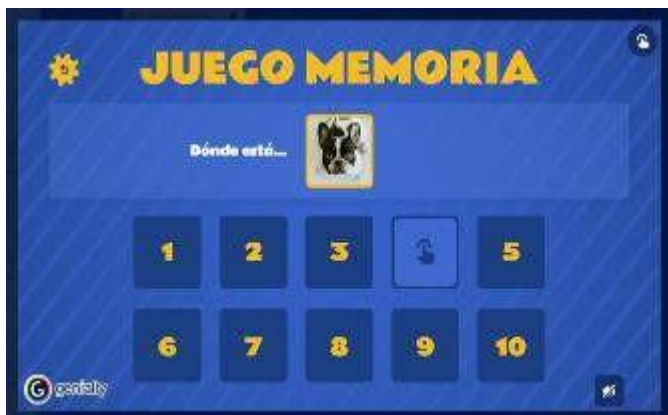 JUEGO MEMORIA
Dónde está...
1 2 3 5
6 7 8 9 10
genially